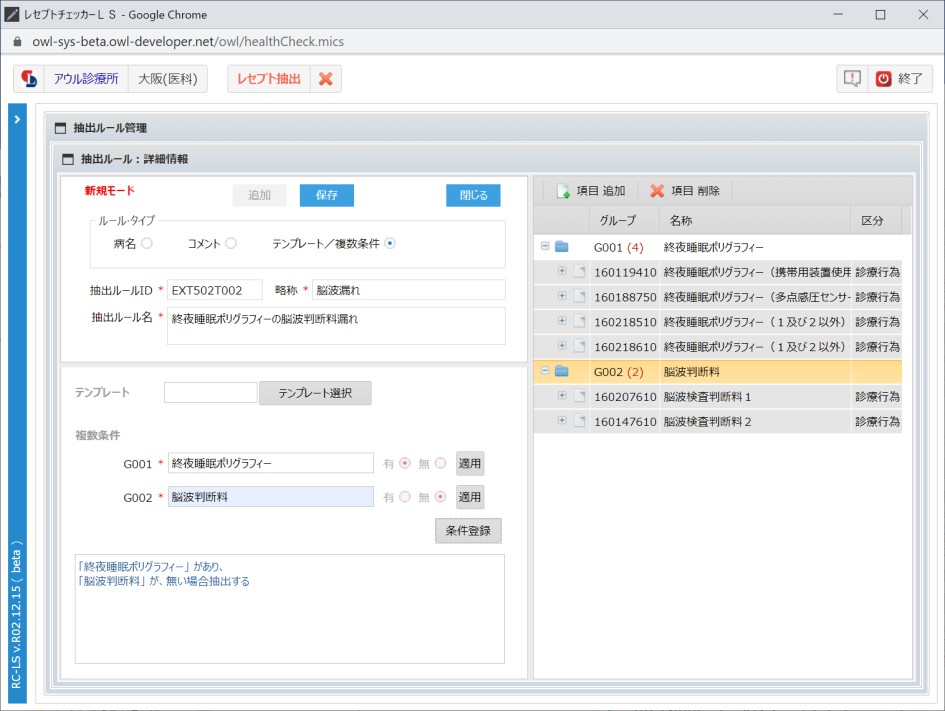 レセプトチェッカーＬＳ - Google Chrome
owl-sys-beta.owl-developer.net/owl/healthCheck.mics
アウル診療所 大阪(医科) レセプト抽出 終了
抽出ルール管理
抽出ルール：詳細情報
新規モード 追加 保存 閉じる
ルール・タイプ
病名 コメント テンプレート／複数条件
抽出ルールID * EXT502T002 略称 * 脳波漏れ
抽出ルール名 * 終夜睡眠ポリグラフィーの脳波判断料漏れ
テンプレート テンプレート選択
複数条件
G001 * 終夜睡眠ポリグラフィー 有 無 適用
G002 * 脳波判断料 有 無 適用
条件登録
「終夜睡眠ポリグラフィー」があり、
「脳波判断料」が、無い場合抽出する
項目 追加 項目 削除
グループ 名称 区分
G001 (4) 終夜睡眠ポリグラフィー
160119410 終夜睡眠ポリグラフィー（携帯用装置使用 診療行為
160188750 終夜睡眠ポリグラフィー（多点感圧センサ- 診療行為
160218510 終夜睡眠ポリグラフィー（１及び２以外） 診療行為
160218610 終夜睡眠ポリグラフィー（１及び２以外） 診療行為
G002 (2) 脳波判断料
160207610 脳波検査判断料１ 診療行為
160147610 脳波検査判断料２ 診療行為
RC-LS v.R02.12.15 ( beta )